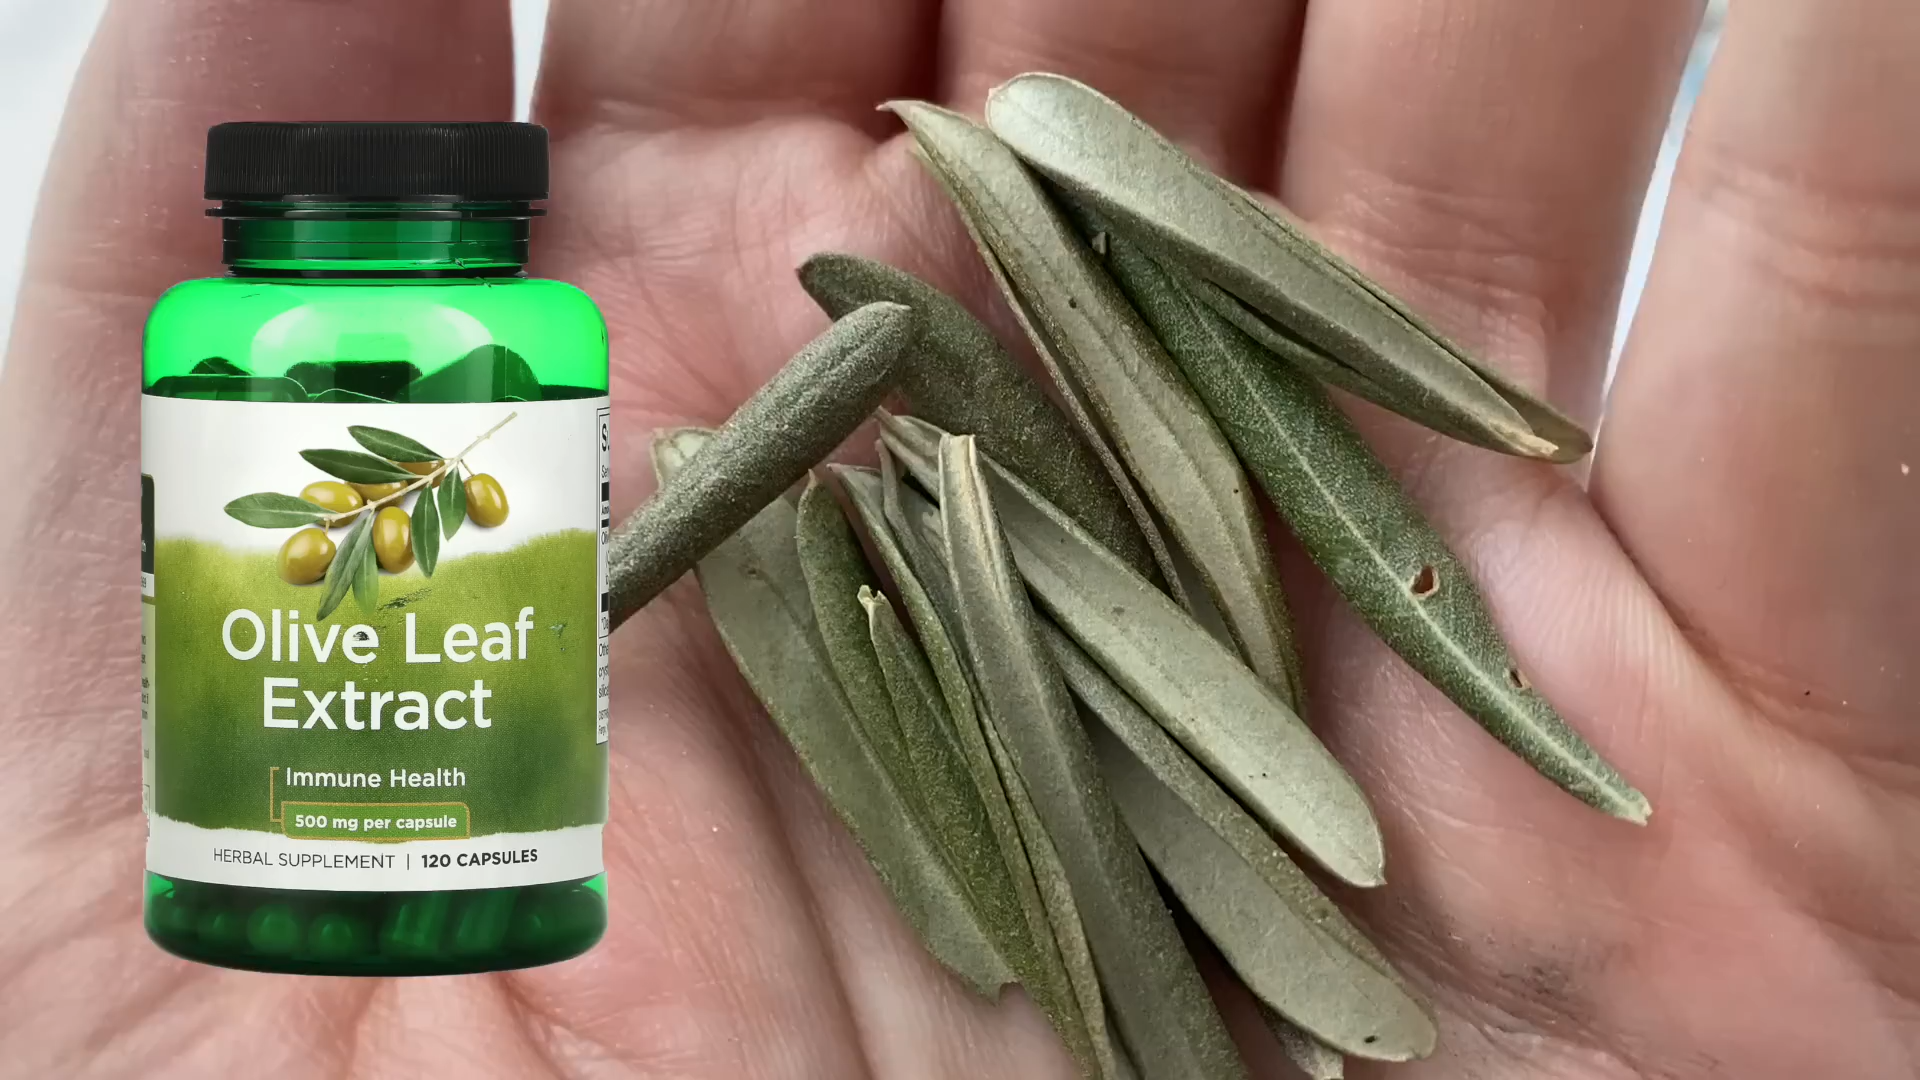 Olive Leaf
Extract
Immune Health
500 mg per capsule
HERBAL SUPPLEMENT | 120 CAPSULES